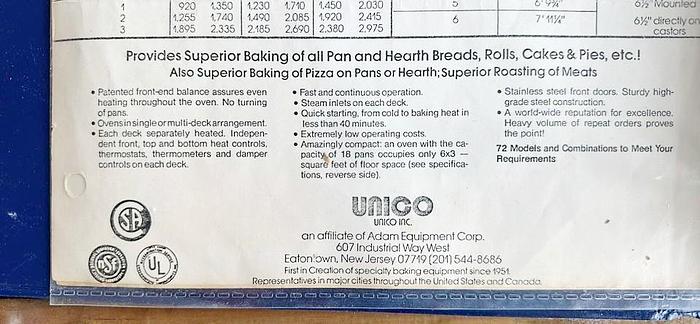 1 920 1.350 1.230 1.710 1.450 2.030 5 6' 9¾" 6½" Mounted
2 1.255 1.740 1.490 2.085 1.920 2.415 6 7' 11¼" 6½" directly on
3 1.895 2.335 2.185 2.690 2.380 2.975 castors
Provides Superior Baking of all Pan and Hearth Breads, Rolls, Cakes & Pies, etc.!
Also Superior Baking of Pizza on Pans or Hearth; Superior Roasting of Meats
• Patented front-end balance assures even
heating throughout the oven. No turning
of pans.
• Ovens in single or multi-deck arrangement.
• Each deck separately heated. Indepen-
dent front, top and bottom heat controls,
thermostats, thermometers and damper
controls on each deck.
• Fast and continuous operation.
• Steam inlets on each deck.
• Quick starting, from cold to baking heat in
less than 40 minutes.
• Extremely low operating costs.
• Amazingly compact: an oven with the ca-
pacity of 18 pans occupies only 6x3 —
square feet of floor space (see specifica-
tions, reverse side).
• Stainless steel front doors. Sturdy high-
grade steel construction.
• A world-wide reputation for excellence.
Heavy volume of repeat orders proves
the point!
72 Models and Combinations to Meet Your
Requirements
SA
NSF
UL
UNICO
UNICO INC.
an affiliate of Adam Equipment Corp.
607 Industrial Way West
Eatontown, New Jersey 07719 (201) 544-8686
First in Creation of specialty baking equipment since 1951.
Representatives in major cities throughout the United States and Canada.